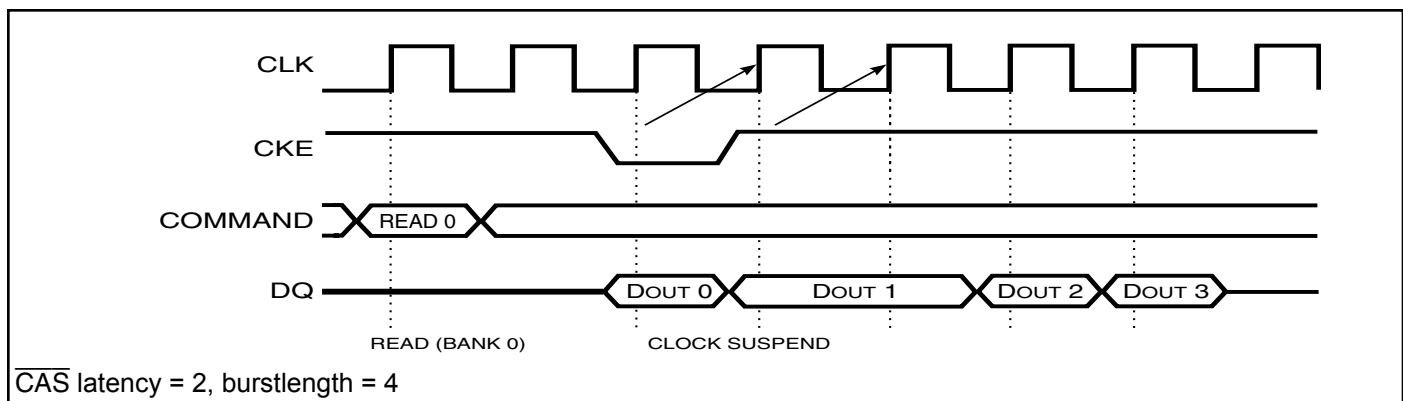 CLK
CKE
COMMAND READ 0
DQ DOUT 0 DOUT 1 DOUT 2 DOUT 3
READ (BANK 0) CLOCK SUSPEND
CAS latency = 2, burstlength = 4